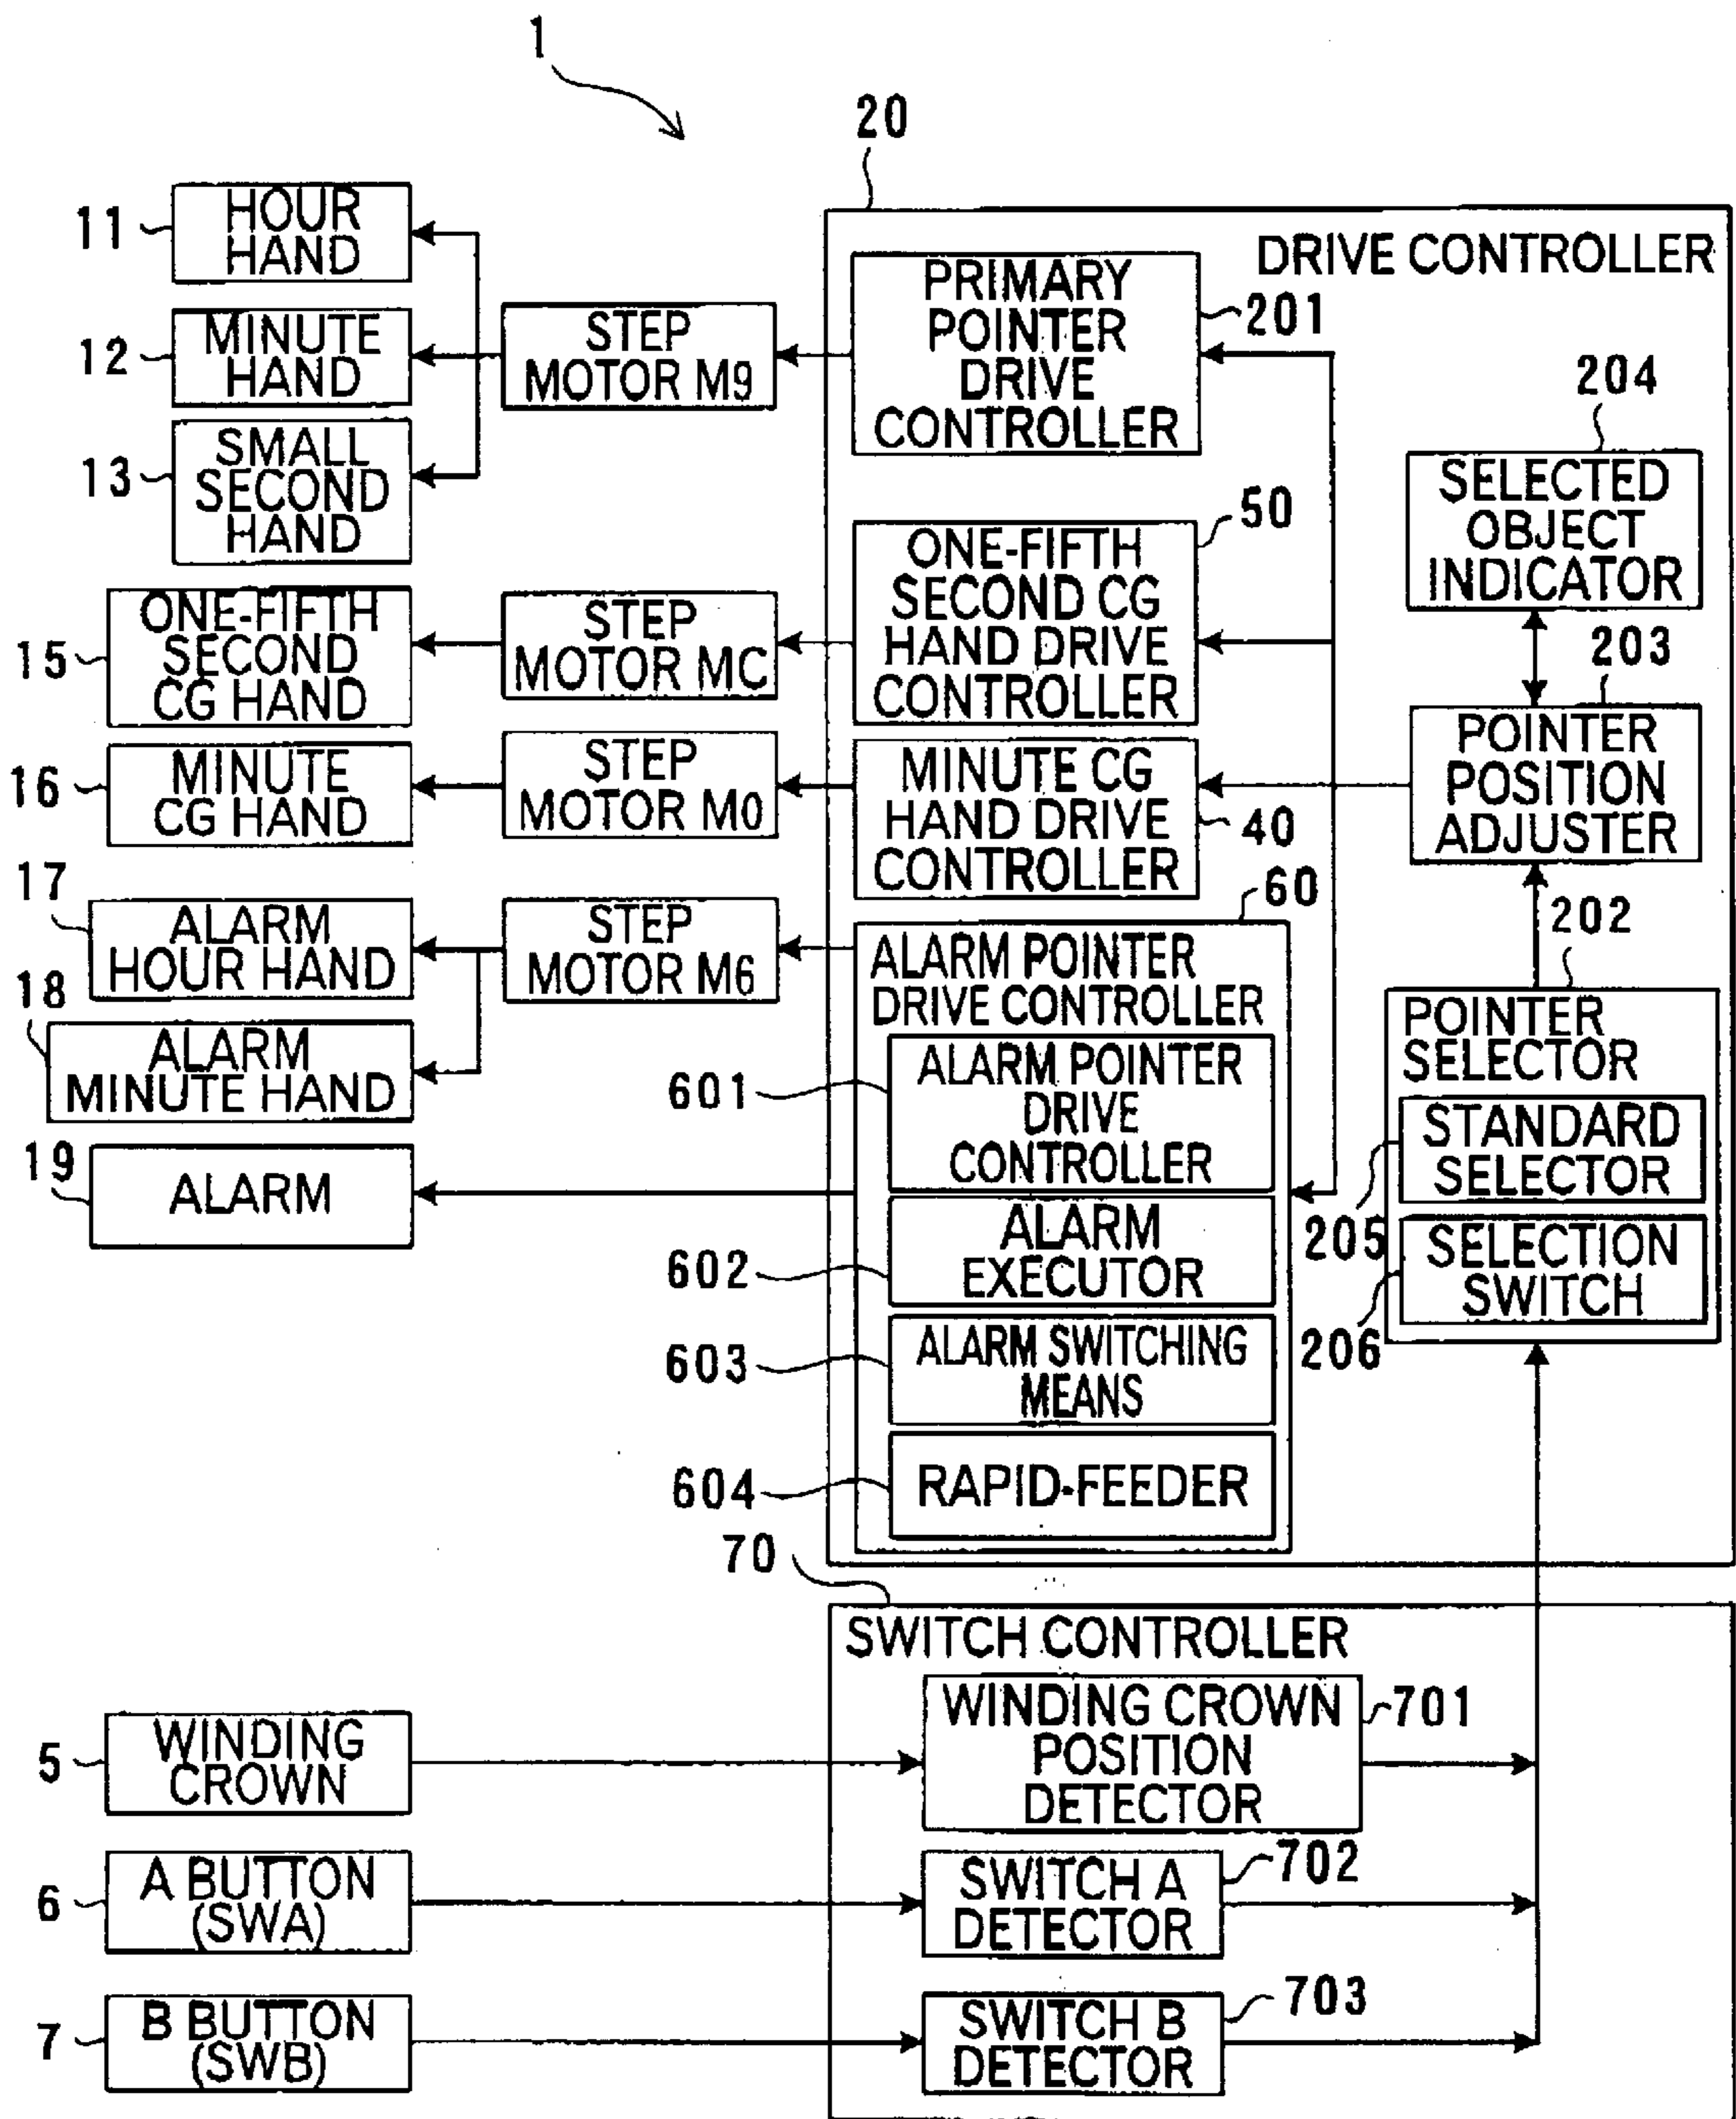 1
20
DRIVE CONTROLLER
11
HOUR
HAND
12
MINUTE
HAND
13
SMALL
SECOND
HAND
STEP
MOTOR M9
PRIMARY
POINTER
DRIVE
CONTROLLER
201
204
SELECTED
OBJECT
INDICATOR
15
ONE-FIFTH
SECOND
CG HAND
STEP
MOTOR MC
ONE-FIFTH
SECOND CG
HAND DRIVE
CONTROLLER
50
203
POINTER
POSITION
ADJUSTER
16
MINUTE
CG HAND
STEP
MOTOR M0
MINUTE CG
HAND DRIVE
CONTROLLER
40
17
ALARM
HOUR HAND
18
ALARM
MINUTE HAND
STEP
MOTOR M6
60
ALARM POINTER
DRIVE CONTROLLER
601
ALARM POINTER
DRIVE
CONTROLLER
602
ALARM
EXECUTOR
603
ALARM SWITCHING
MEANS
604
RAPID-FEEDER
19
ALARM
202
POINTER
SELECTOR
205
STANDARD
SELECTOR
206
SELECTION
SWITCH
70
SWITCH CONTROLLER
5
WINDING
CROWN
WINDING CROWN
POSITION
DETECTOR
701
6
A BUTTON
(SWA)
SWITCH A
DETECTOR
702
7
B BUTTON
(SWB)
SWITCH B
DETECTOR
703